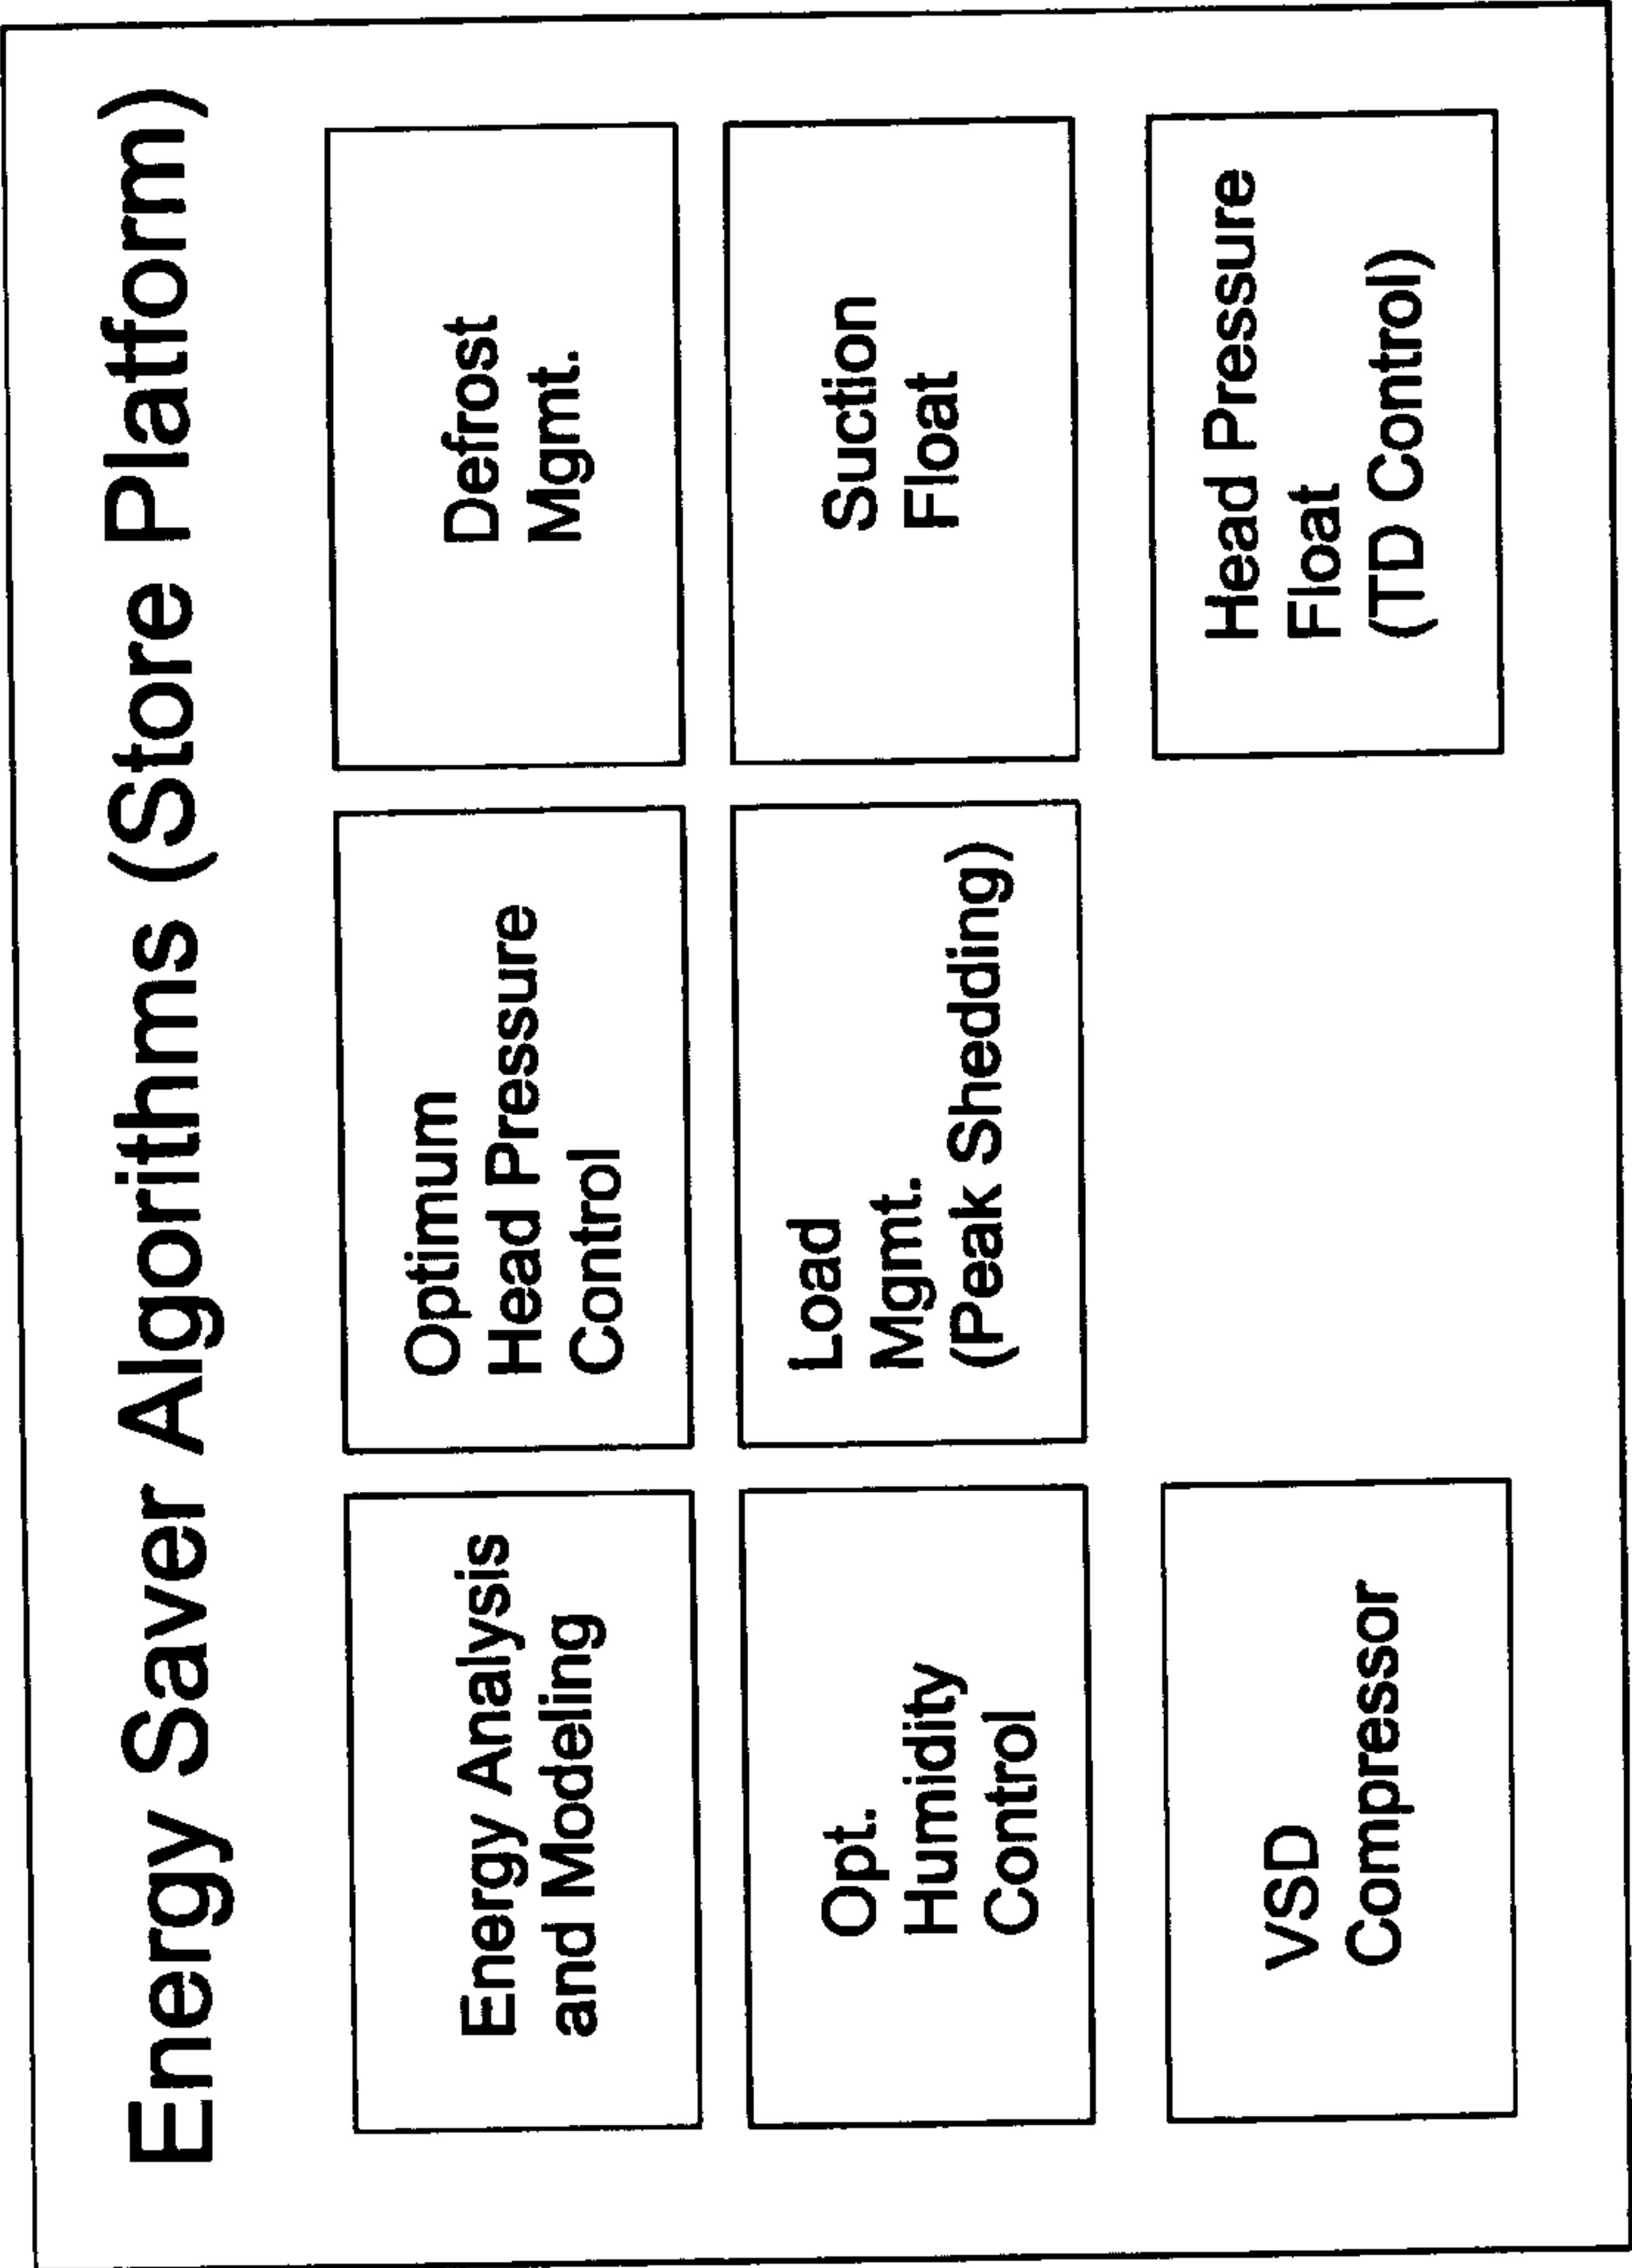 Energy Saver Algorithms (Store Platform)
Energy Analysis
and Modeling
Optimum
Head Pressure
Control
Defrost
Mgmt.
Opt.
Humidity
Control
Load
Mgmt.
(Peak Shedding)
Suction
Float
VSD
Compressor
Head Pressure
Float
(TD Control)